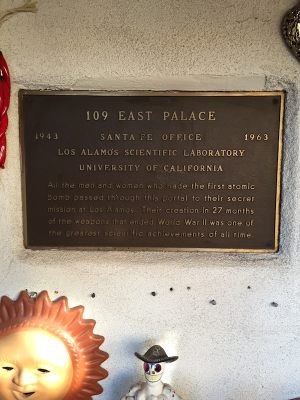 109 EAST PALACE
1943 SANTA FE OFFICE 1963
LOS ALAMOS SCIENTIFIC LABORATORY
UNIVERSITY OF CALIFORNIA
All the men and women who made the first atomic
bomb passed through this portal to their secret
mission at Los Alamos. Their creation in 27 months
of the weapons that ended World War II was one of
the greatest scientific achievements of all time.